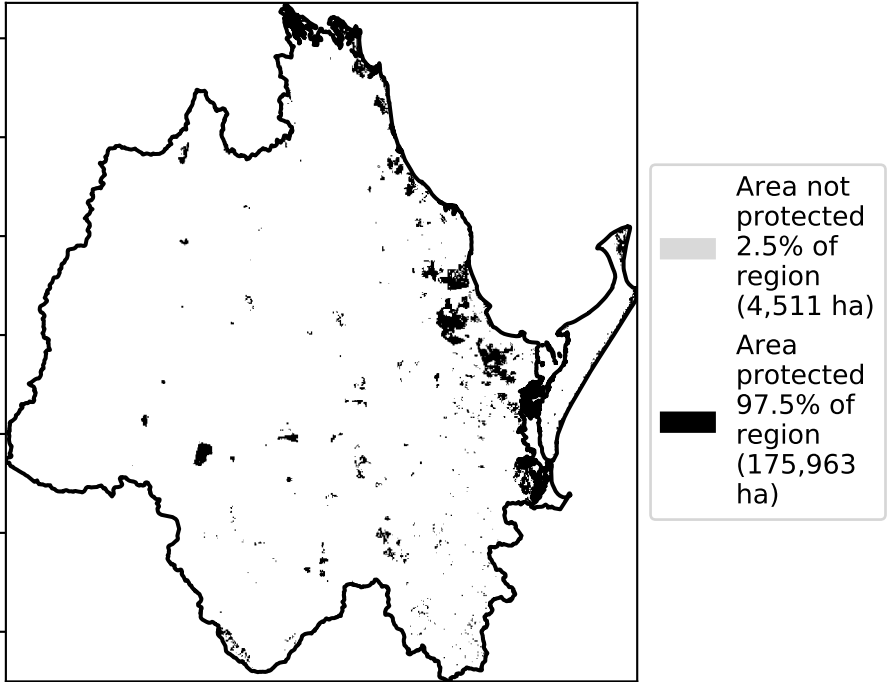 Area not
protected
2.5% of
region
(4,511 ha)
Area
protected
97.5% of
region
(175,963
ha)